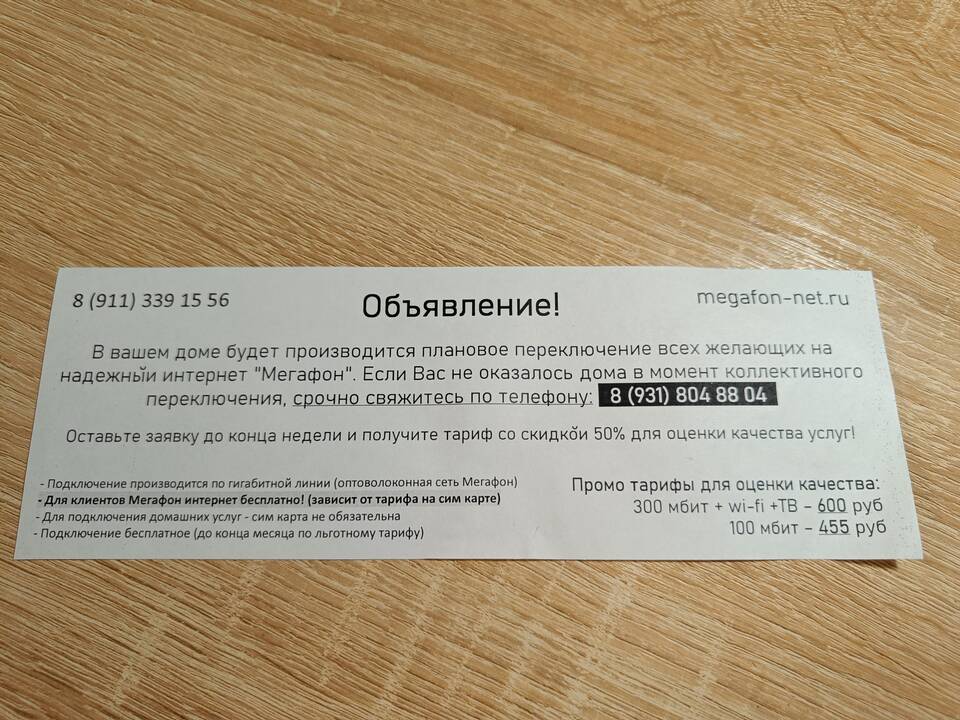 8 (911) 339 15 56
Объявление!
megafon-net.ru
В вашем доме будет производится плановое переключение всех желающих на
надежный интернет "Мегафон". Если Вас не оказалось дома в момент коллективного
переключения, срочно свяжитесь по телефону: 8 (931) 804 88 04
Оставьте заявку до конца недели и получите тариф со скидкой 50% для оценки качества услуг!
- Подключение производится по гигабитной линии (оптоволоконная сеть Мегафон)
- Для клиентов Мегафон интернет бесплатно! (зависит от тарифа на сим карте)
- Для подключения домашних услуг - сим карта не обязательна
- Подключение бесплатное (до конца месяца по льготному тарифу)
Промо тарифы для оценки качества:
300 мбит + wi-fi +ТВ – 600 руб
100 мбит – 455 руб